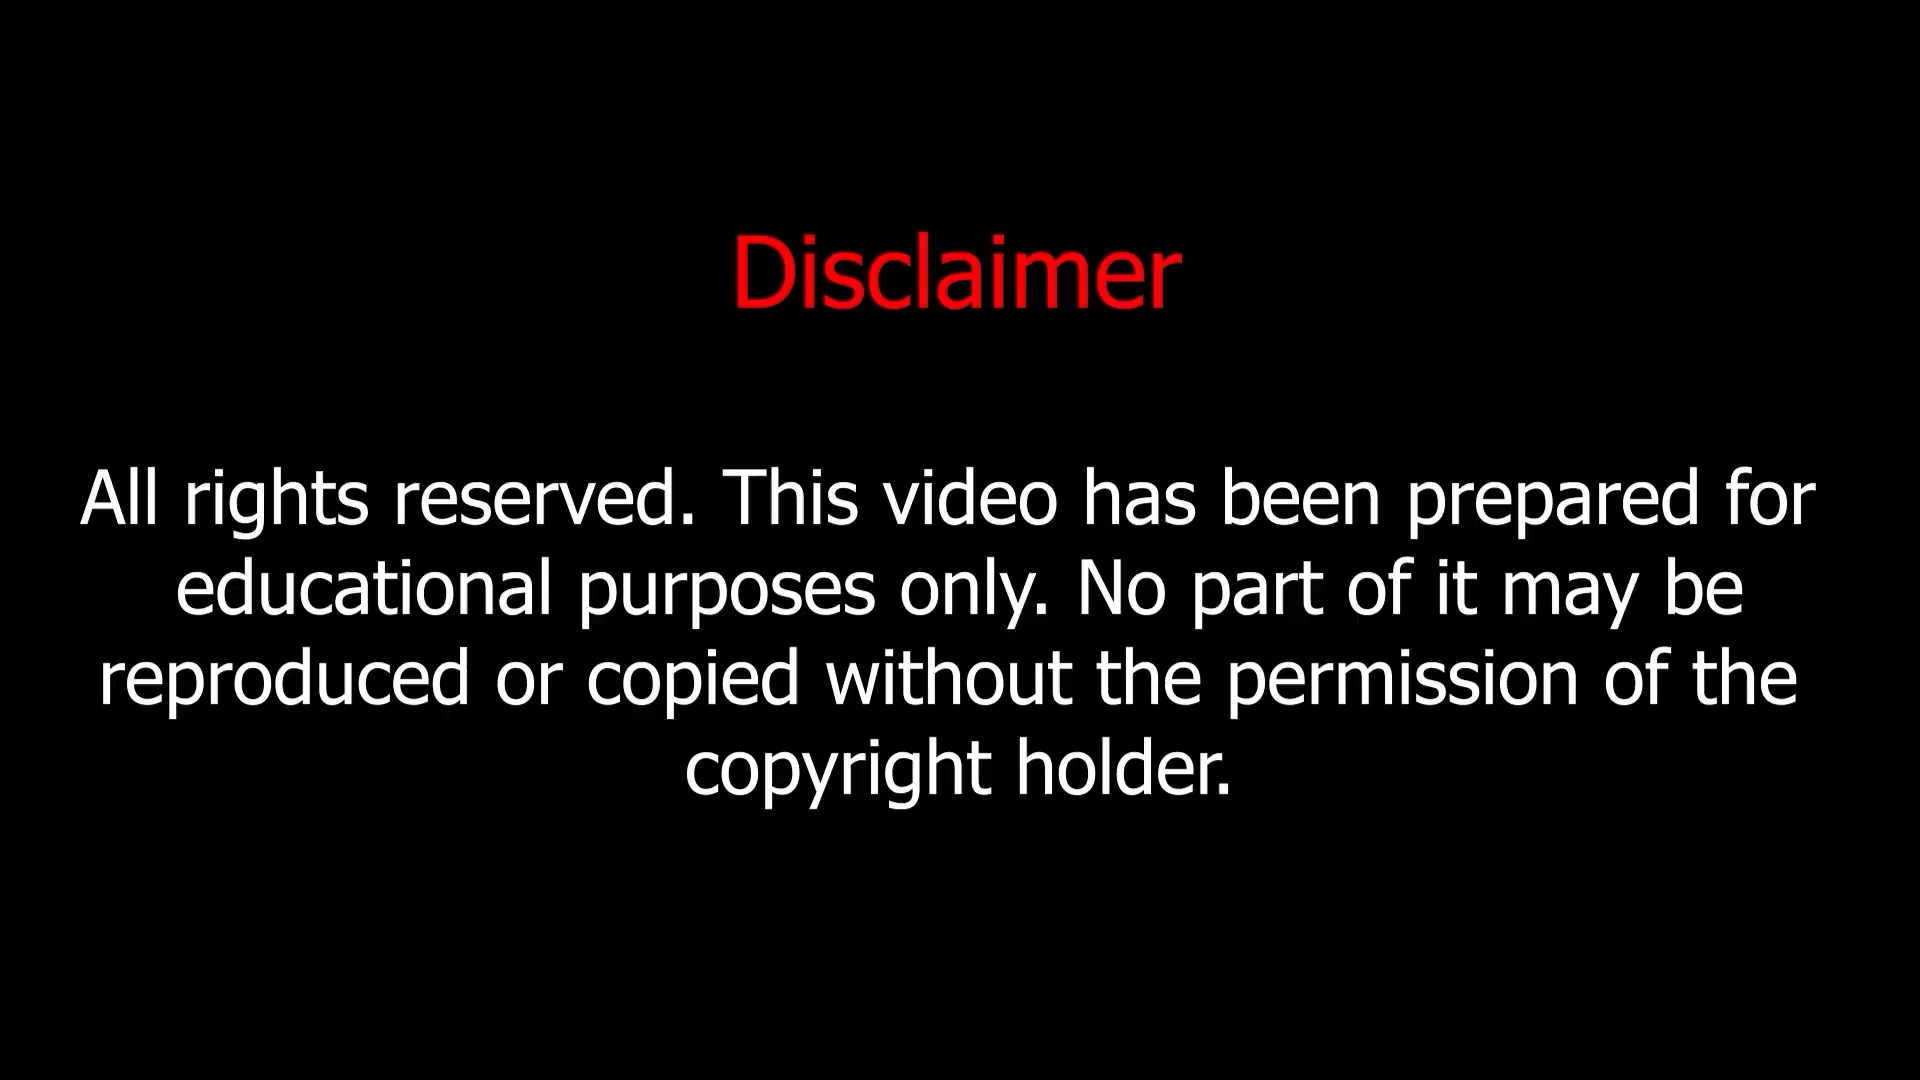 Disclaimer
All rights reserved. This video has been prepared for
educational purposes only. No part of it may be
reproduced or copied without the permission of the
copyright holder.